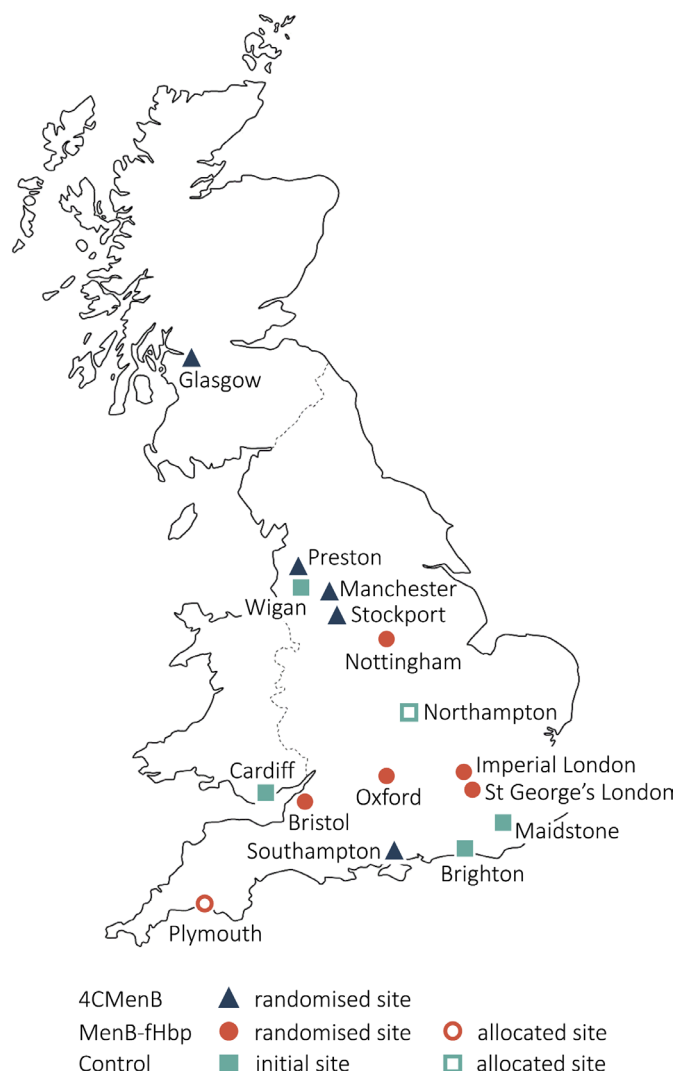 Glasgow
Preston
Manchester
Wigan
Stockport
Nottingham
Northampton
Cardiff
Imperial London
Oxford
St George's London
Bristol
Maidstone
Southampton
Brighton
Plymouth
4CMenB randomised site
MenB-fHbp randomised site allocated site
Control initial site allocated site